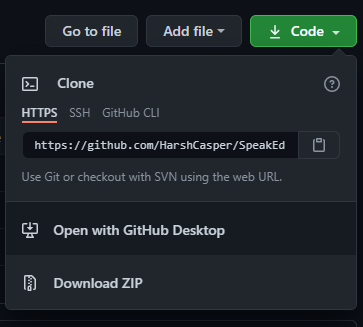 Go to file Add file Code
Clone
HTTPS SSH GitHub CLI
https://github.com/HarshCasper/SpeakEd
Use Git or checkout with SVN using the web URL.
Open with GitHub Desktop
Download ZIP